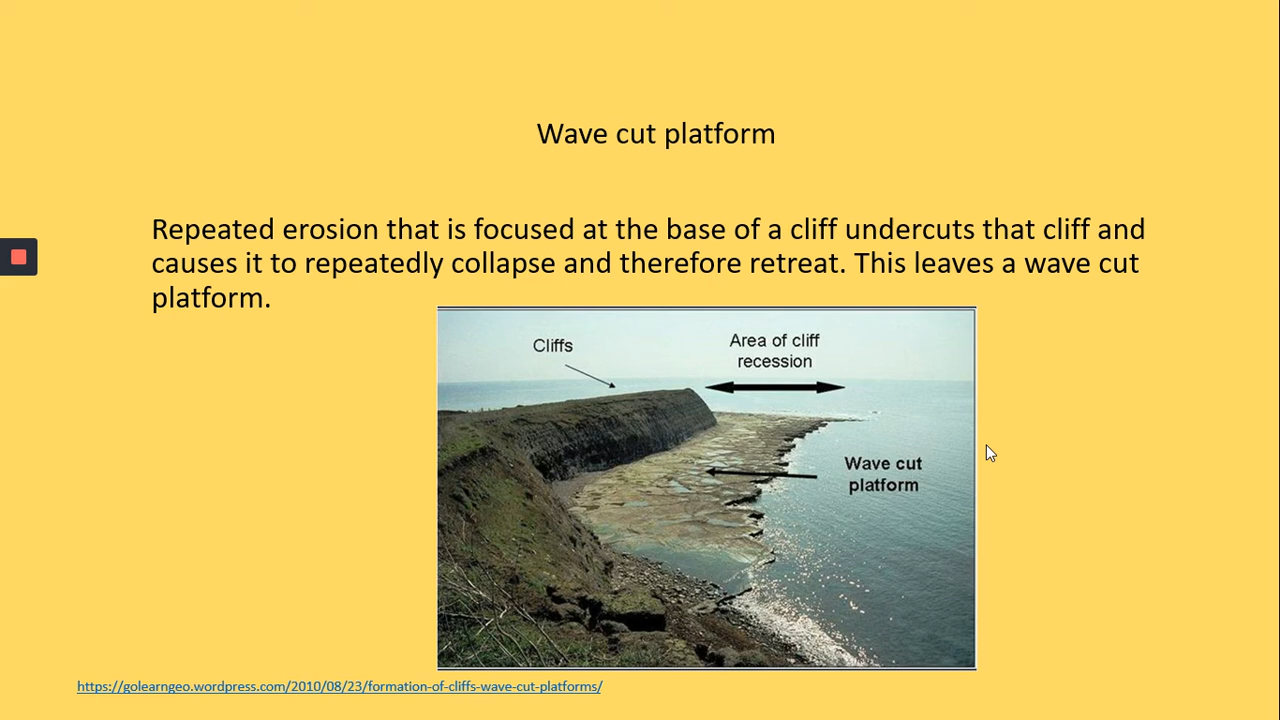 Wave cut platform
Repeated erosion that is focused at the base of a cliff undercuts that cliff and
causes it to repeatedly collapse and therefore retreat. This leaves a wave cut
platform.
Cliffs
Area of cliff
recession
Wave cut
platform
https://golearngeo.wordpress.com/2010/08/23/formation-of-cliffs-wave-cut-platforms/